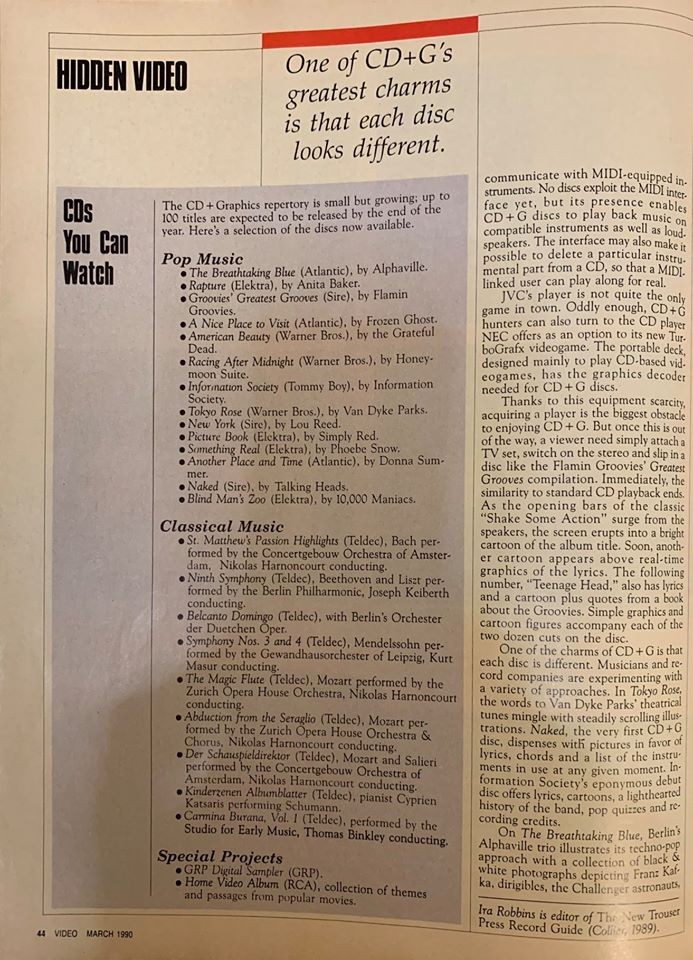 HIDDEN VIDEO
One of CD+G's
greatest charms
is that each disc
looks different.
CDs
You Can
Watch
The CD + Graphics repertory is small but growing; up to
100 titles are expected to be released by the end of the
year. Here's a selection of the discs now available.
Pop Music
• The Breathtaking Blue (Atlantic), by Alphaville.
• Rapture (Elektra), by Anita Baker.
• Groovies' Greatest Grooves (Sire), by Flamin
Groovies.
• A Nice Place to Visit (Atlantic), by Frozen Ghost.
• American Beauty (Warner Bros.), by the Grateful
Dead.
• Racing After Midnight (Warner Bros.), by Honey-
moon Suite.
• Information Society (Tommy Boy), by Information
Society.
• Tokyo Rose (Warner Bros.), by Van Dyke Parks.
• New York (Sire), by Lou Reed.
• Picture Book (Elektra), by Simply Red.
• Something Real (Elektra), by Phoebe Snow.
• Another Place and Time (Atlantic), by Donna Sum-
mer.
• Naked (Sire), by Talking Heads.
• Blind Man's Zoo (Elektra), by 10,000 Maniacs.
Classical Music
• St. Matthew's Passion Highlights (Teldec), Bach per-
formed by the Concertgebouw Orchestra of Amster-
dam, Nikolas Harnoncourt conducting.
• Ninth Symphony (Teldec), Beethoven and Liszt per-
formed by the Berlin Philharmonic, Joseph Keiberth
conducting.
• Belcanto Domingo (Teldec), with Berlin's Orchester
der Duetchen Oper.
• Symphony Nos. 3 and 4 (Teldec), Mendelssohn per-
formed by the Gewandhausorchester of Leipzig, Kurt
Masur conducting.
• The Magic Flute (Teldec), Mozart performed by the
Zurich Opera House Orchestra, Nikolas Harnoncourt
conducting.
• Abduction from the Seraglio (Teldec), Mozart per-
formed by the Zurich Opera House Orchestra &
Chorus, Nikolas Harnoncourt conducting.
• Der Schauspieldirektor (Teldec), Mozart and Salieri
performed by the Concertgebouw Orchestra of
Amsterdam, Nikolas Harnoncourt conducting.
• Kinderzenen Albumblatter (Teldec), pianist Cyprien
Katsaris performing Schumann.
• Carmina Burana, Vol. 1 (Teldec), performed by the
Studio for Early Music, Thomas Binkley conducting.
Special Projects
• GRP Digital Sampler (GRP).
• Home Video Album (RCA), collection of themes
and passages from popular movies.
communicate with MIDI-equipped in-
struments. No discs exploit the MIDI inter-
face yet, but its presence enables
CD + G discs to play back music on
compatible instruments as well as loud-
speakers. The interface may also make it
possible to delete a particular instru-
mental part from a CD, so that a MIDI-
linked user can play along for real.
JVC's player is not quite the only
game in town. Oddly enough, CD+G
hunters can also turn to the CD player
NEC offers as an option to its new Tur-
boGrafx videogame. The portable deck,
designed mainly to play CD-based vid-
eogames, has the graphics decoder
needed for CD + G discs.
Thanks to this equipment scarcity,
acquiring a player is the biggest obstacle
to enjoying CD + G. But once this is out
of the way, a viewer need simply attach a
TV set, switch on the stereo and slip in a
disc like the Flamin Groovies' Greatest
Grooves compilation. Immediately, the
similarity to standard CD playback ends.
As the opening bars of the classic
"Shake Some Action" surge from the
speakers, the screen erupts into a bright
cartoon of the album title. Soon, anoth-
er cartoon appears above real-time
graphics of the lyrics. The following
number, "Teenage Head," also has lyrics
and a cartoon plus quotes from a book
about the Groovies. Simple graphics and
cartoon figures accompany each of the
two dozen cuts on the disc.
One of the charms of CD + G is that
each disc is different. Musicians and re-
cord companies are experimenting with
a variety of approaches. In Tokyo Rose,
the words to Van Dyke Parks' theatrical
tunes mingle with steadily scrolling illus-
trations. Naked, the very first CD + G
disc, dispenses with pictures in favor of
lyrics, chords and a list of the instru-
ments in use at any given moment. In-
formation Society's eponymous debut
disc offers lyrics, cartoons, a lighthearted
history of the band, pop quizzes and re-
cording credits.
On The Breathtaking Blue, Berlin's
Alphaville trio illustrates its techno-pop
approach with a collection of black &
white photographs depicting Franz Kaf-
ka, dirigibles, the Challenger astronauts,
Ira Robbins is editor of The New Trouser
Press Record Guide (Collier, 1989).
44 VIDEO MARCH 1990